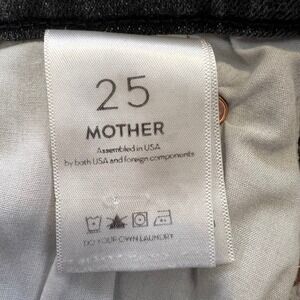 25
MOTHER
Assembled in USA
by both USA and foreign components
DO YOUR OWN LAUNDRY